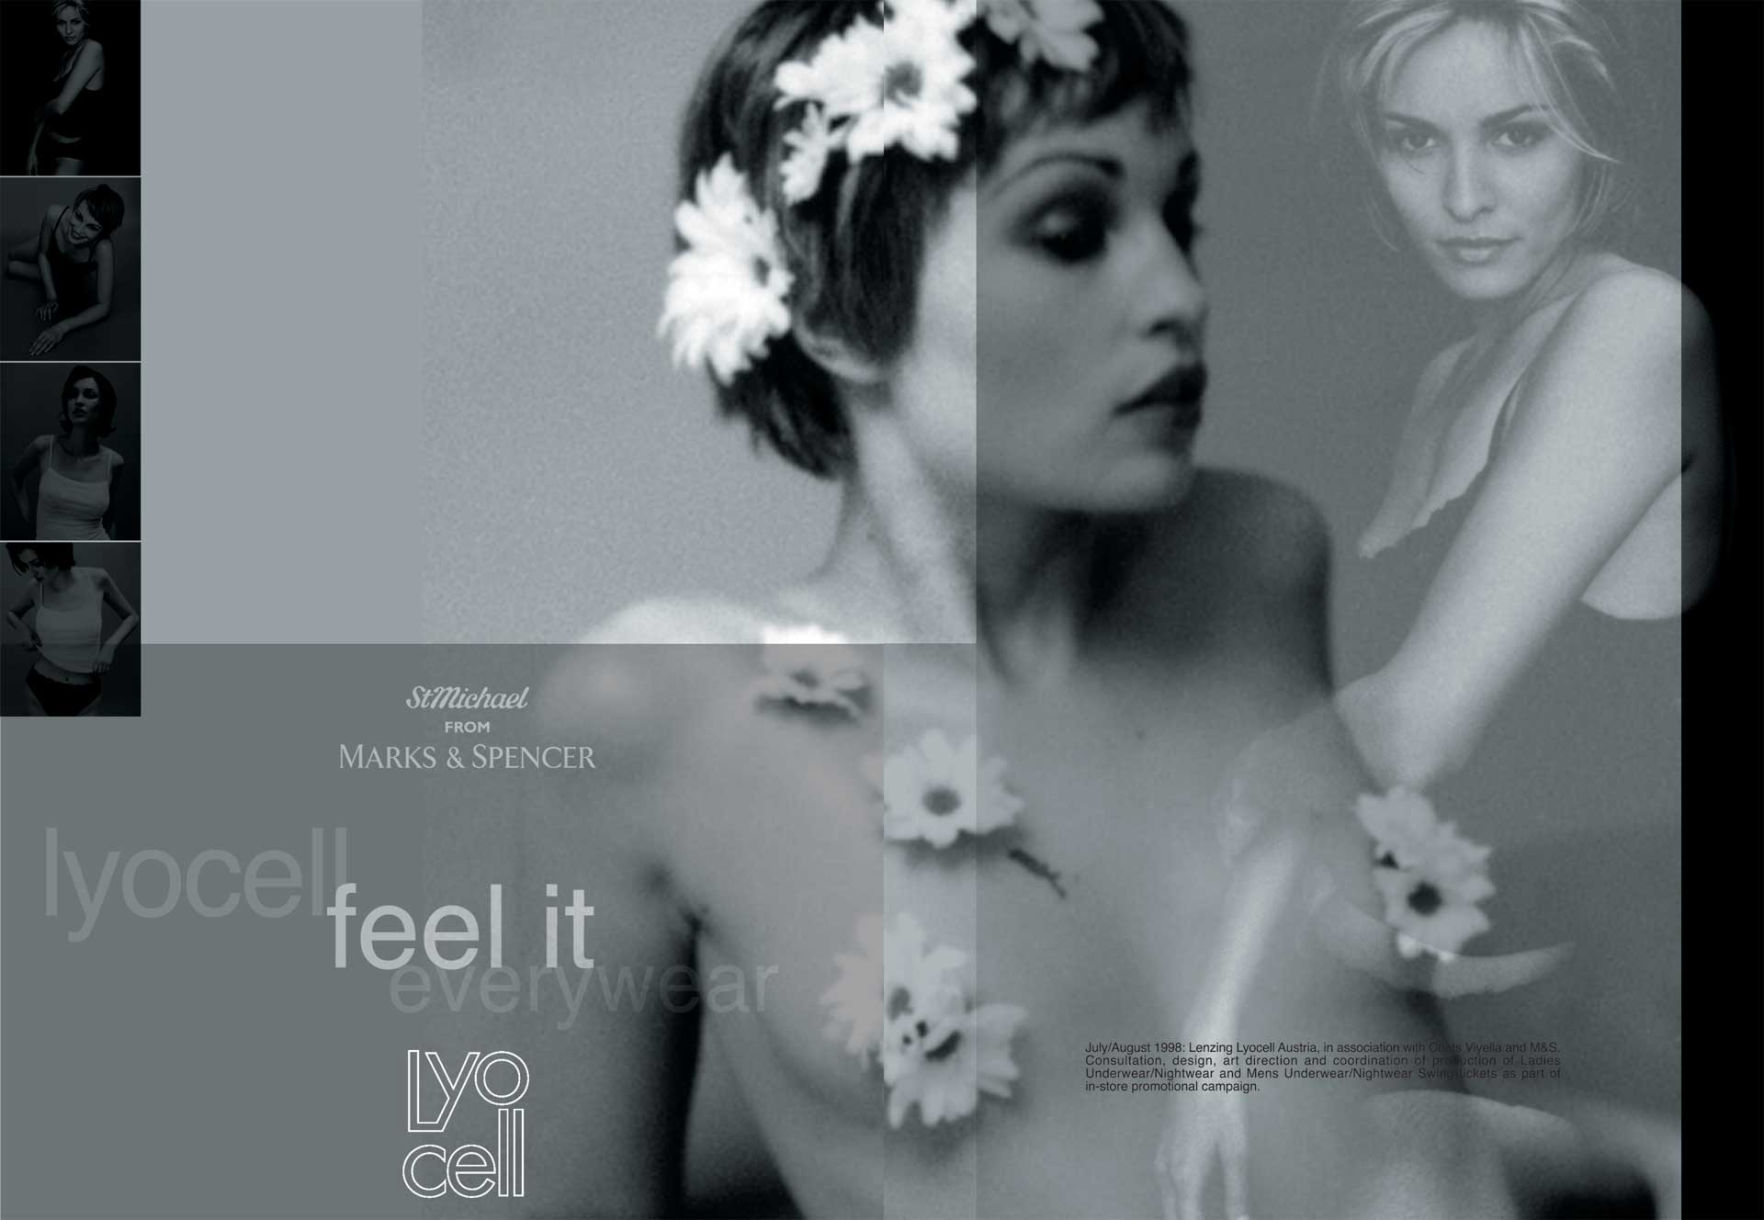 StMichael
FROM
MARKS & SPENCER
lyocell
feel it
everywear
Lyo
cell
July/August 1998: Lenzing Lyocell Austria, in association with Coats Viyella and M&S.
Consultation, design, art direction and coordination of production of Ladies
Underwear/Nightwear and Mens Underwear/Nightwear Swing tickets as part of
in-store promotional campaign.